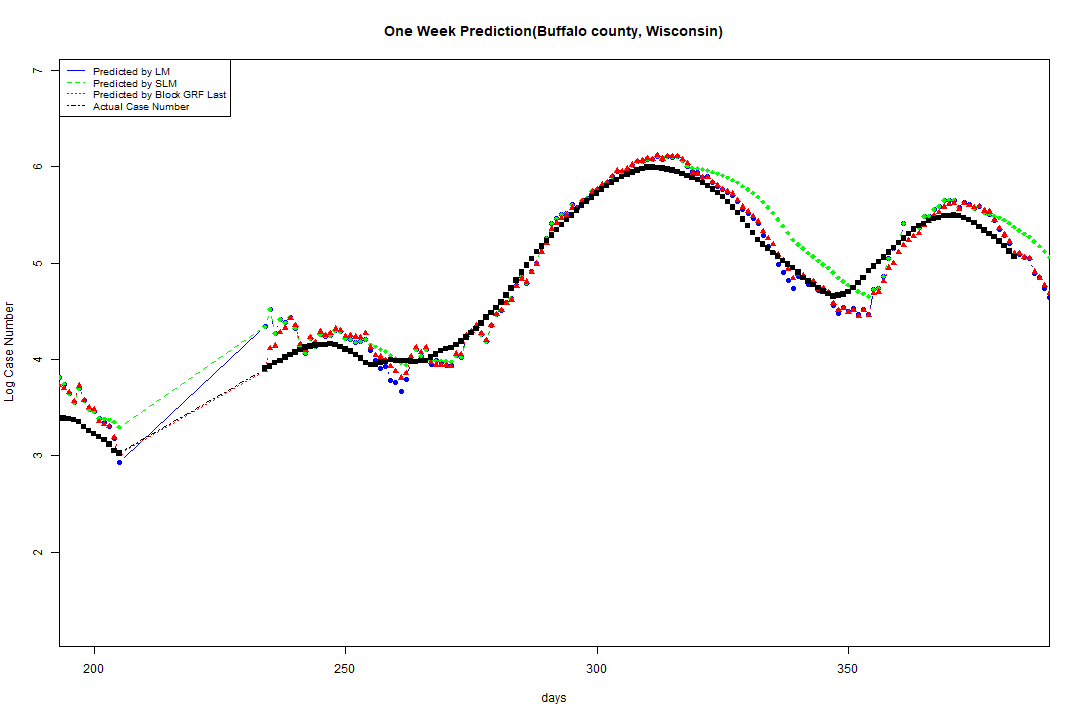 One Week Prediction(Buffalo county, Wisconsin)
Predicted by LM
Predicted by SLM
Predicted by Block GRF Last
Actual Case Number
7
6
5
4
3
2
Log Case Number
200
250
300
350
days